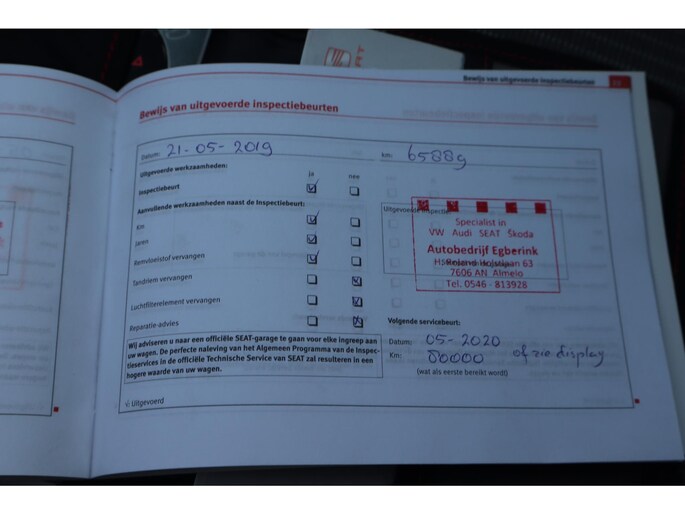 Bewijs van uitgevoerde inspectiebeurten
Bewijs van uitgevoerde inspectiebeurten
Datum: 21-05-2019 km: 65889
Uitgevoerde werkzaamheden: ja nee
Inspectiebeurt
Aanvullende werkzaamheden naast de Inspectiebeurt:
Km
Jaren
Remvloeistof vervangen
Tandriem vervangen
Luchtfilterelement vervangen
Reparatie-advies
Wij adviseren u naar een officiële SEAT-garage te gaan voor elke ingreep aan
uw wagen. De perfecte naleving van het Algemeen Programma van de Inspec-
tieservices in de officiële Technische Service van SEAT zal resulteren in een
hogere waarde van uw wagen.
Uitgevoerd
Uitgevoerde inspectie:
Specialist in
VW Audi SEAT Škoda
Autobedrijf Egberink
7606 AN Almelo
Tel. 0546 - 813928
Volgende servicebeurt:
Datum: 05-2020
Km: 80000 of zie display
(wat als eerste bereikt wordt)